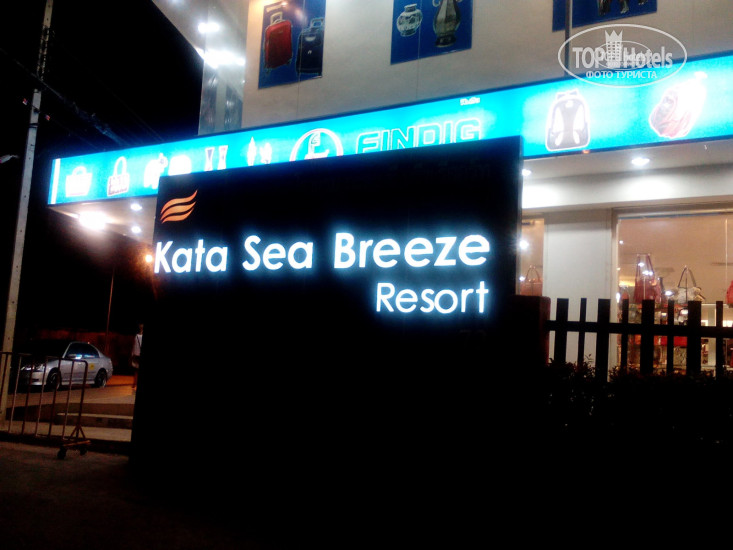 TOP Hotels
ФОТО ТУРИСТА
FINDIG
Kata Sea Breeze
Resort